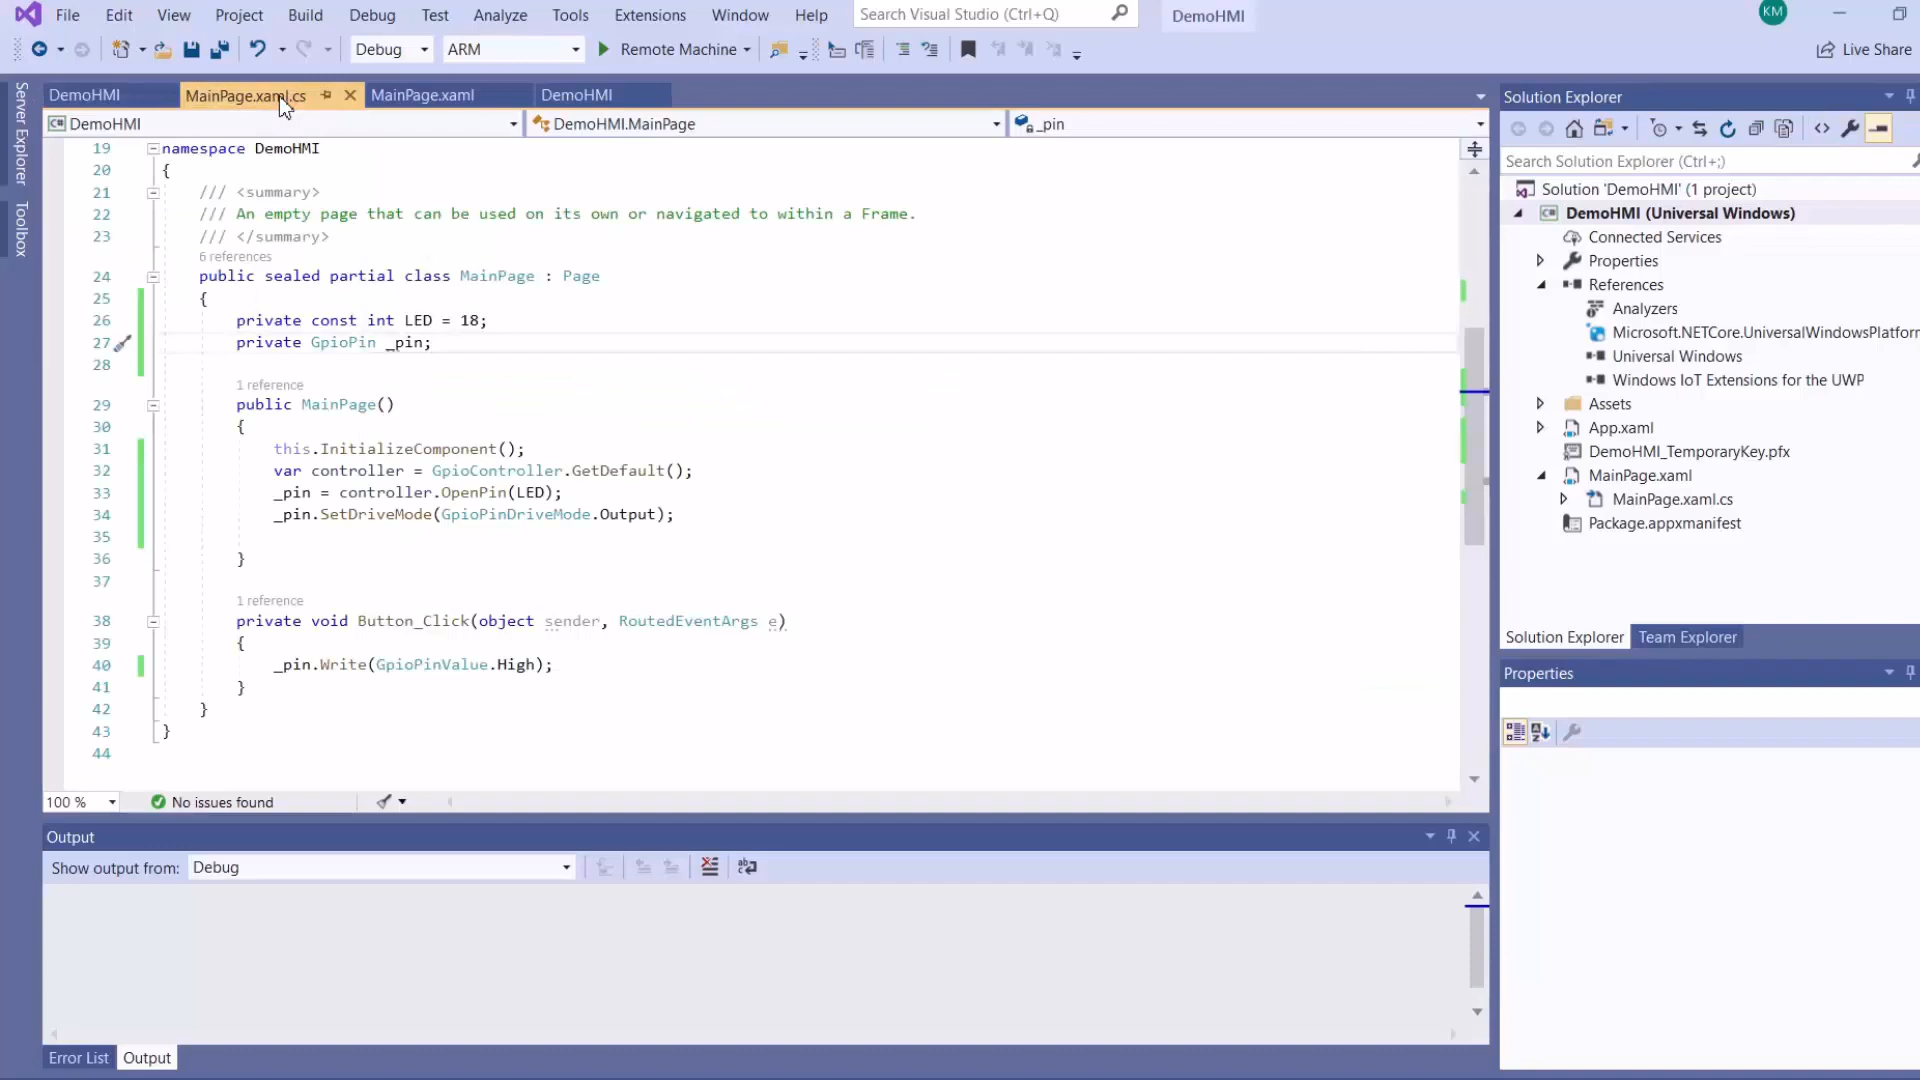 File Edit View Project Build Debug Test Analyze Tools Extensions Window Help Search Visual Studio (Ctrl+Q) DemoHMI KM
Debug ARM Remote Machine Live Share
Server Explorer
Toolbox
DemoHMI MainPage.xaml.cs MainPage.xaml DemoHMI
C# DemoHMI DemoHMI.MainPage _pin
19 namespace DemoHMI
20 {
21 /// <summary>
22 /// An empty page that can be used on its own or navigated to within a Frame.
23 /// </summary>
6 references
24 public sealed partial class MainPage : Page
25 {
26 private const int LED = 18;
27 private GpioPin _pin;
28
1 reference
29 public MainPage()
30 {
31 this.InitializeComponent();
32 var controller = GpioController.GetDefault();
33 _pin = controller.OpenPin(LED);
34 _pin.SetDriveMode(GpioPinDriveMode.Output);
35
36 }
37
1 reference
38 private void Button_Click(object sender, RoutedEventArgs e)
39 {
40 _pin.Write(GpioPinValue.High);
41 }
42 }
43 }
44
100 % No issues found
Output
Show output from: Debug
Error List Output
Solution Explorer
Search Solution Explorer (Ctrl+;)
Solution 'DemoHMI' (1 project)
C# DemoHMI (Universal Windows)
Connected Services
Properties
References
Analyzers
Microsoft.NETCore.UniversalWindowsPlatfor
Universal Windows
Windows IoT Extensions for the UWP
Assets
App.xaml
DemoHMI_TemporaryKey.pfx
MainPage.xaml
MainPage.xaml.cs
Package.appxmanifest
Solution Explorer Team Explorer
Properties